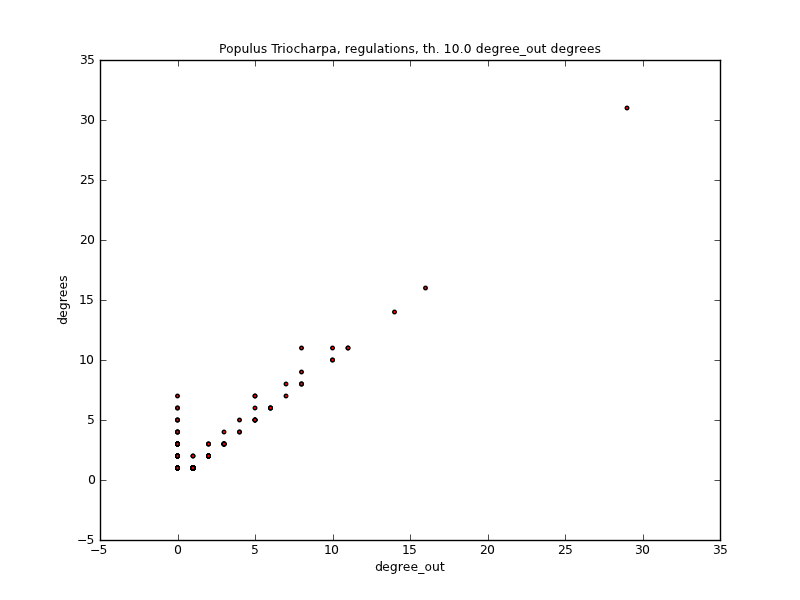 Populus Triocharpa, regulations, th. 10.0 degree_out degrees
35
30
25
20
15
10
5
0
−5
degrees
−5 0 5 10 15 20 25 30 35
degree_out